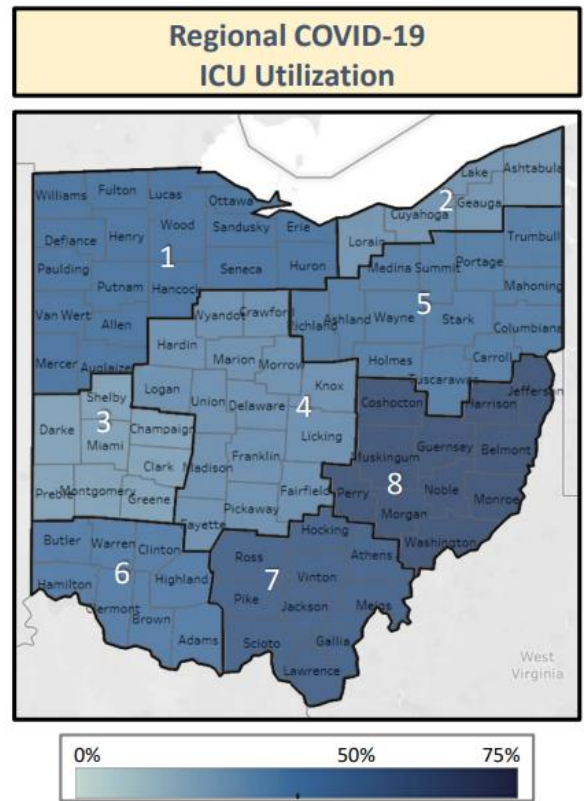 Regional COVID-19
ICU Utilization
Williams Fulton Lucas Ottawa
Defiance Henry Wood Sandusky Erie
Paulding 1 Seneca Huron
Putnam Hancock
Van Wert Allen
Mercer Auglaize
Lake Ashtabula
2 Geauga
Cuyahoga
Lorain
Medina Summit Portage Trumbull
5 Mahoning
Richland Ashland Wayne Stark
Columbiana
Holmes Carroll
Tuscarawas
Wyandot Crawford
Hardin Marion Morrow
Logan Union Delaware 4 Knox
Licking
Franklin
Madison Fairfield
Pickaway
Fayette
Shelby
3
Darke Champaign
Miami
Clark
Preble Montgomery Greene
Coshocton Harrison Jefferson
Muskingum Guernsey Belmont
8
Perry Noble Monroe
Morgan
Washington
Butler Warren Clinton
6 Highland
Hamilton
Clermont
Brown Adams
Hocking
Ross Athens
7 Vinton
Pike Jackson Meigs
Scioto Gallia
Lawrence
West
Virginia
0% 50% 75%